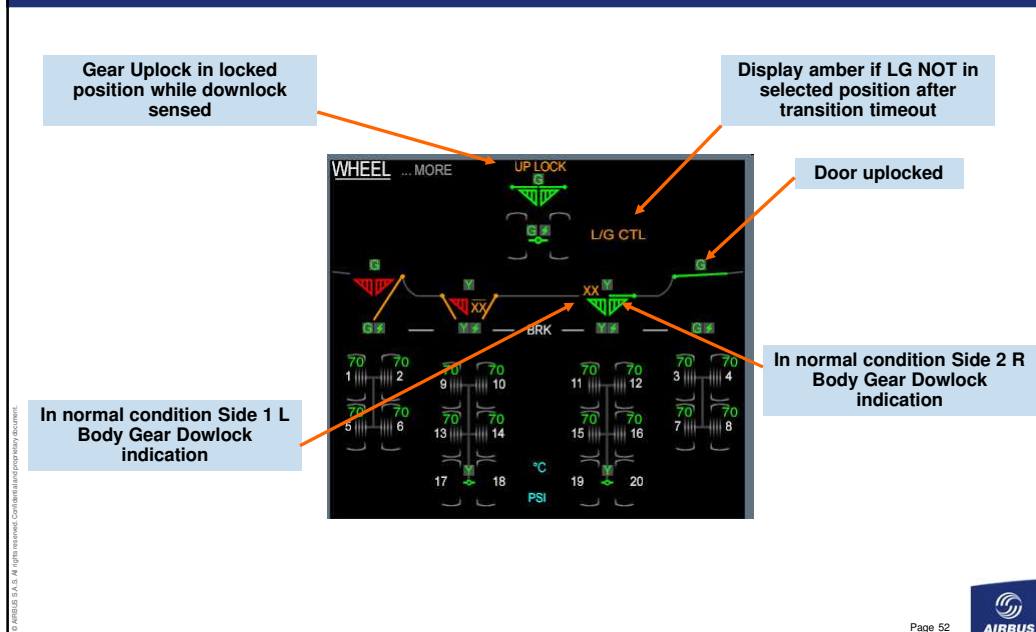 Gear Uplock in locked
position while downlock
sensed
Display amber if LG NOT in
selected position after
transition timeout
Door uplocked
WHEEL ... MORE
UP LOCK
G
G
L/G CTL
G
G
Y
XX
XX Y
G
Y
BRK
Y
G
70 70
1 2
70 70
9 10
70 70
11 12
70 70
3 4
70 70
5 6
70 70
13 14
70 70
15 16
70 70
7 8
°C
Y
Y
17 18
19 20
PSI
In normal condition Side 2 R
Body Gear Dowlock
indication
In normal condition Side 1 L
Body Gear Dowlock
indication
© AIRBUS S.A.S. All rights reserved. Confidential and proprietary document.
Page 52
AIRBUS